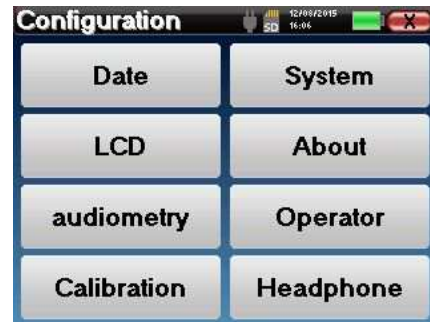 Configuration
SD
12/08/2015
16:06
X
Date
System
LCD
About
audiometry
Operator
Calibration
Headphone